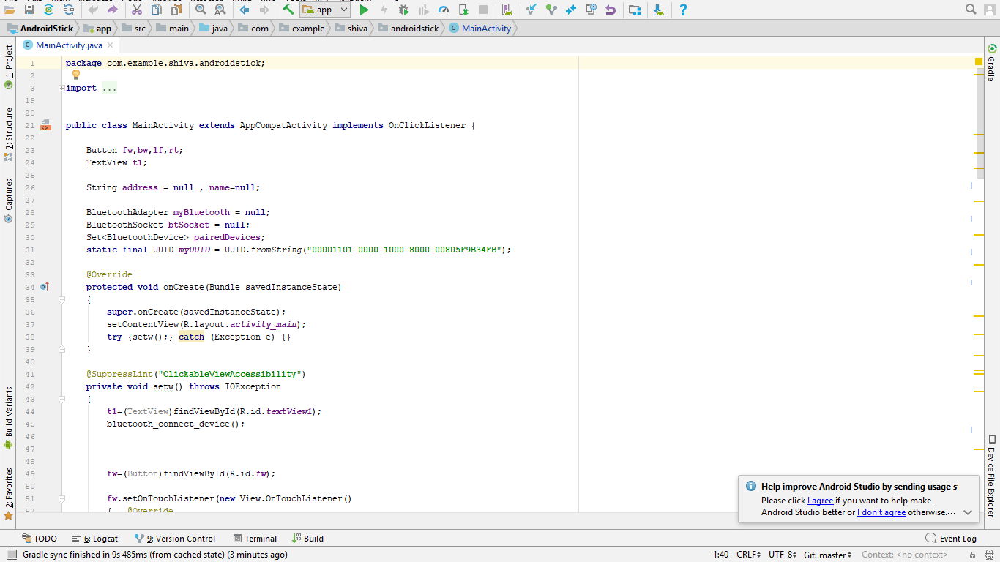 app
AndroidStick app src main java com example shiva androidstick MainActivity
MainActivity.java
1: Project
7: Structure
Captures
Build Variants
2: Favorites
1 package com.example.shiva.androidstick;
2
3 import ...
19
20
21 public class MainActivity extends AppCompatActivity implements OnClickListener {
22
23 Button fw,bw,lf,rt;
24 TextView t1;
25
26 String address = null , name=null;
27
28 BluetoothAdapter myBluetooth = null;
29 BluetoothSocket btSocket = null;
30 Set<BluetoothDevice> pairedDevices;
31 static final UUID myUUID = UUID.fromString("00001101-0000-1000-8000-00805F9B34FB");
32
33 @Override
34 protected void onCreate(Bundle savedInstanceState)
35 {
36 super.onCreate(savedInstanceState);
37 setContentView(R.layout.activity_main);
38 try {setw();} catch (Exception e) {}
39 }
40
41 @SuppressLint("ClickableViewAccessibility")
42 private void setw() throws IOException
43 {
44 t1=(TextView)findViewById(R.id.textView1);
45 bluetooth_connect_device();
46
47
48
49 fw=(Button)findViewById(R.id.fw);
50
51 fw.setOnTouchListener(new View.OnTouchListener()
52 { @Override
Gradle
Device File Explorer
Help improve Android Studio by sending usage st
Please click I agree if you want to help make
Android Studio better or I don't agree otherwise....
TODO 6: Logcat 9: Version Control Terminal Build Event Log
Gradle sync finished in 9s 485ms (from cached state) (3 minutes ago) 1:40 CRLF UTF-8 Git: master Context: <no context>